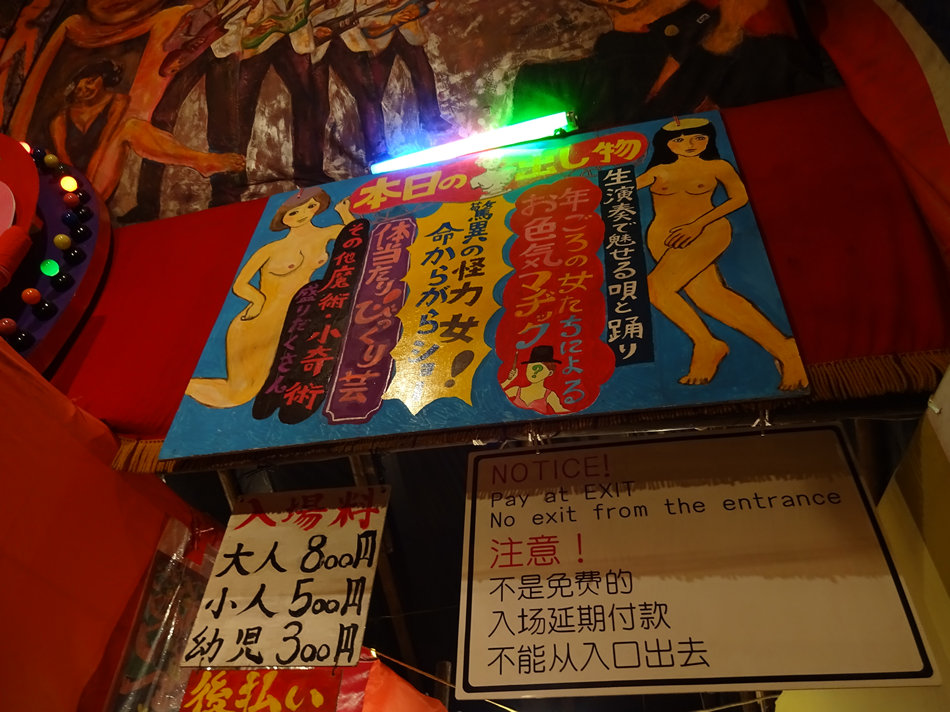 本日の出し物
生演奏で魅せる唄と踊り
年ごろの女たちによる
お色気マヂック
驚異の怪力女!
命からがらショー
体当たりびっくり芸
その他魔術・小奇術
盛りだくさん
入場料
大人 800円
小人 500円
幼児 300円
後払い
NOTICE!
Pay at EXIT
No exit from the entrance
注意!
不是免费的
入场延期付款
不能从入口出去